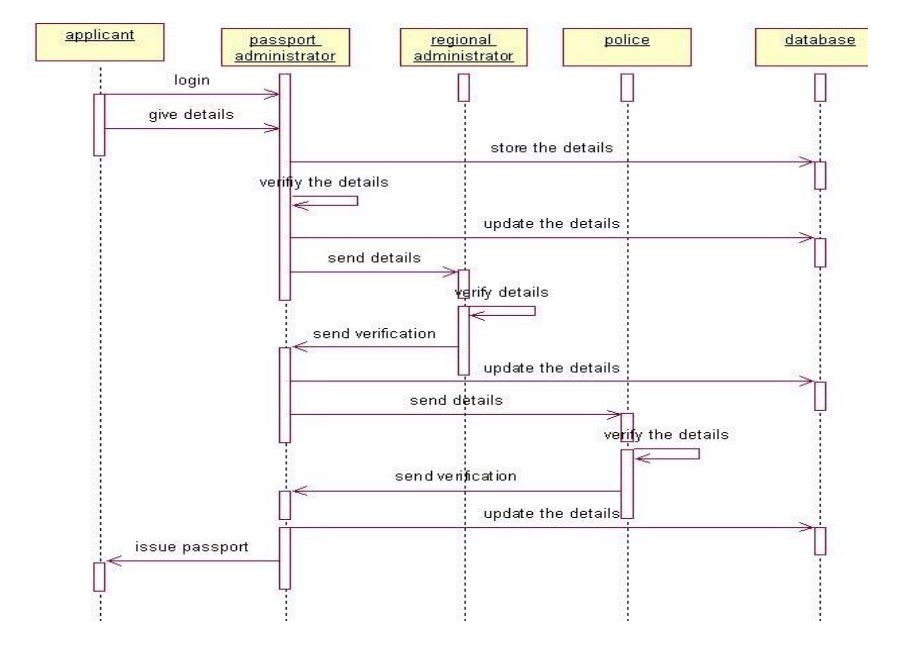 applicant
passport
administrator
regional
administrator
police
database
login
give details
store the details
verifiy the details
update the details
send details
verify details
send verification
update the details
send details
verify the details
send verification
update the details
issue passport